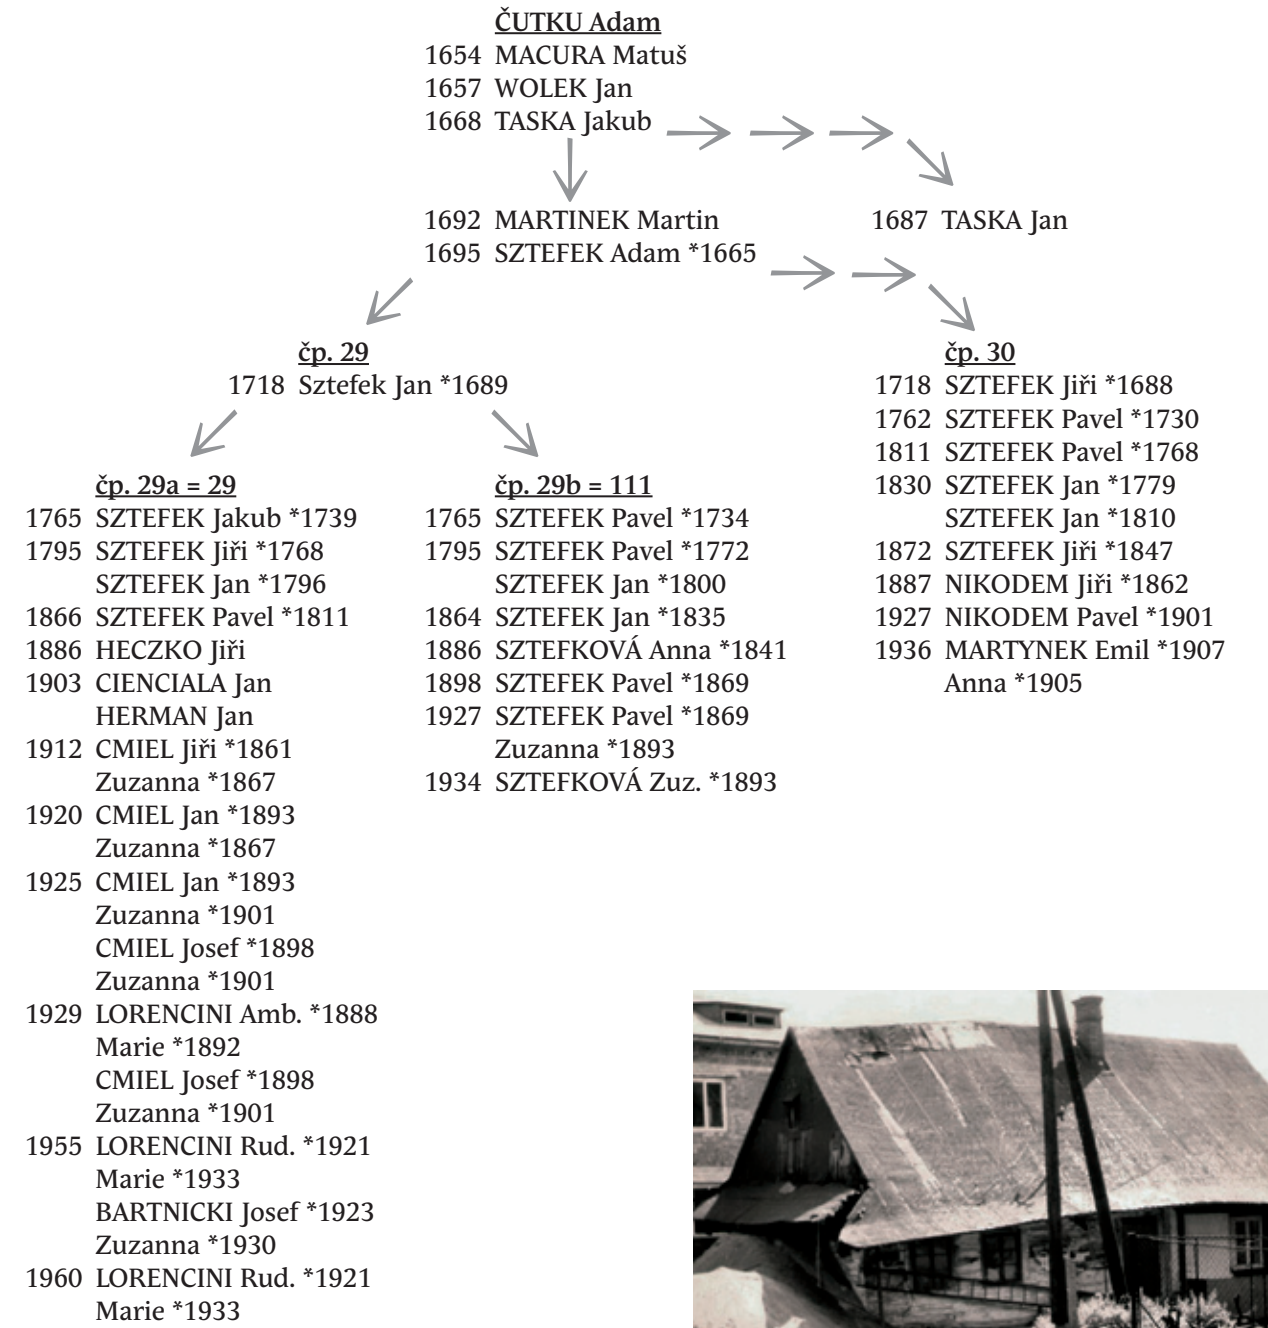 ČUTKU Adam
1654 MACURA Matuš
1657 WOLEK Jan
1668 TASKA Jakub
1692 MARTINEK Martin
1695 SZTEFEK Adam *1665
1687 TASKA Jan
čp. 29
1718 Sztefek Jan *1689
čp. 29a = 29
1765 SZTEFEK Jakub *1739
1795 SZTEFEK Jiři *1768
SZTEFEK Jan *1796
1866 SZTEFEK Pavel *1811
1886 HECZKO Jiři
1903 CIENCIALA Jan
HERMAN Jan
1912 CMIEL Jiři *1861
Zuzanna *1867
1920 CMIEL Jan *1893
Zuzanna *1867
1925 CMIEL Jan *1893
Zuzanna *1901
CMIEL Josef *1898
Zuzanna *1901
1929 LORENCINI Amb. *1888
Marie *1892
CMIEL Josef *1898
Zuzanna *1901
1955 LORENCINI Rud. *1921
Marie *1933
BARTNICKI Josef *1923
Zuzanna *1930
1960 LORENCINI Rud. *1921
Marie *1933
čp. 29b = 111
1765 SZTEFEK Pavel *1734
1795 SZTEFEK Pavel *1772
SZTEFEK Jan *1800
1864 SZTEFEK Jan *1835
1886 SZTEFKOVÁ Anna *1841
1898 SZTEFEK Pavel *1869
1927 SZTEFEK Pavel *1869
Zuzanna *1893
1934 SZTEFKOVÁ Zuz. *1893
čp. 30
1718 SZTEFEK Jiři *1688
1762 SZTEFEK Pavel *1730
1811 SZTEFEK Pavel *1768
1830 SZTEFEK Jan *1779
SZTEFEK Jan *1810
1872 SZTEFEK Jiři *1847
1887 NIKODEM Jiři *1862
1927 NIKODEM Pavel *1901
1936 MARTYNEK Emil *1907
Anna *1905